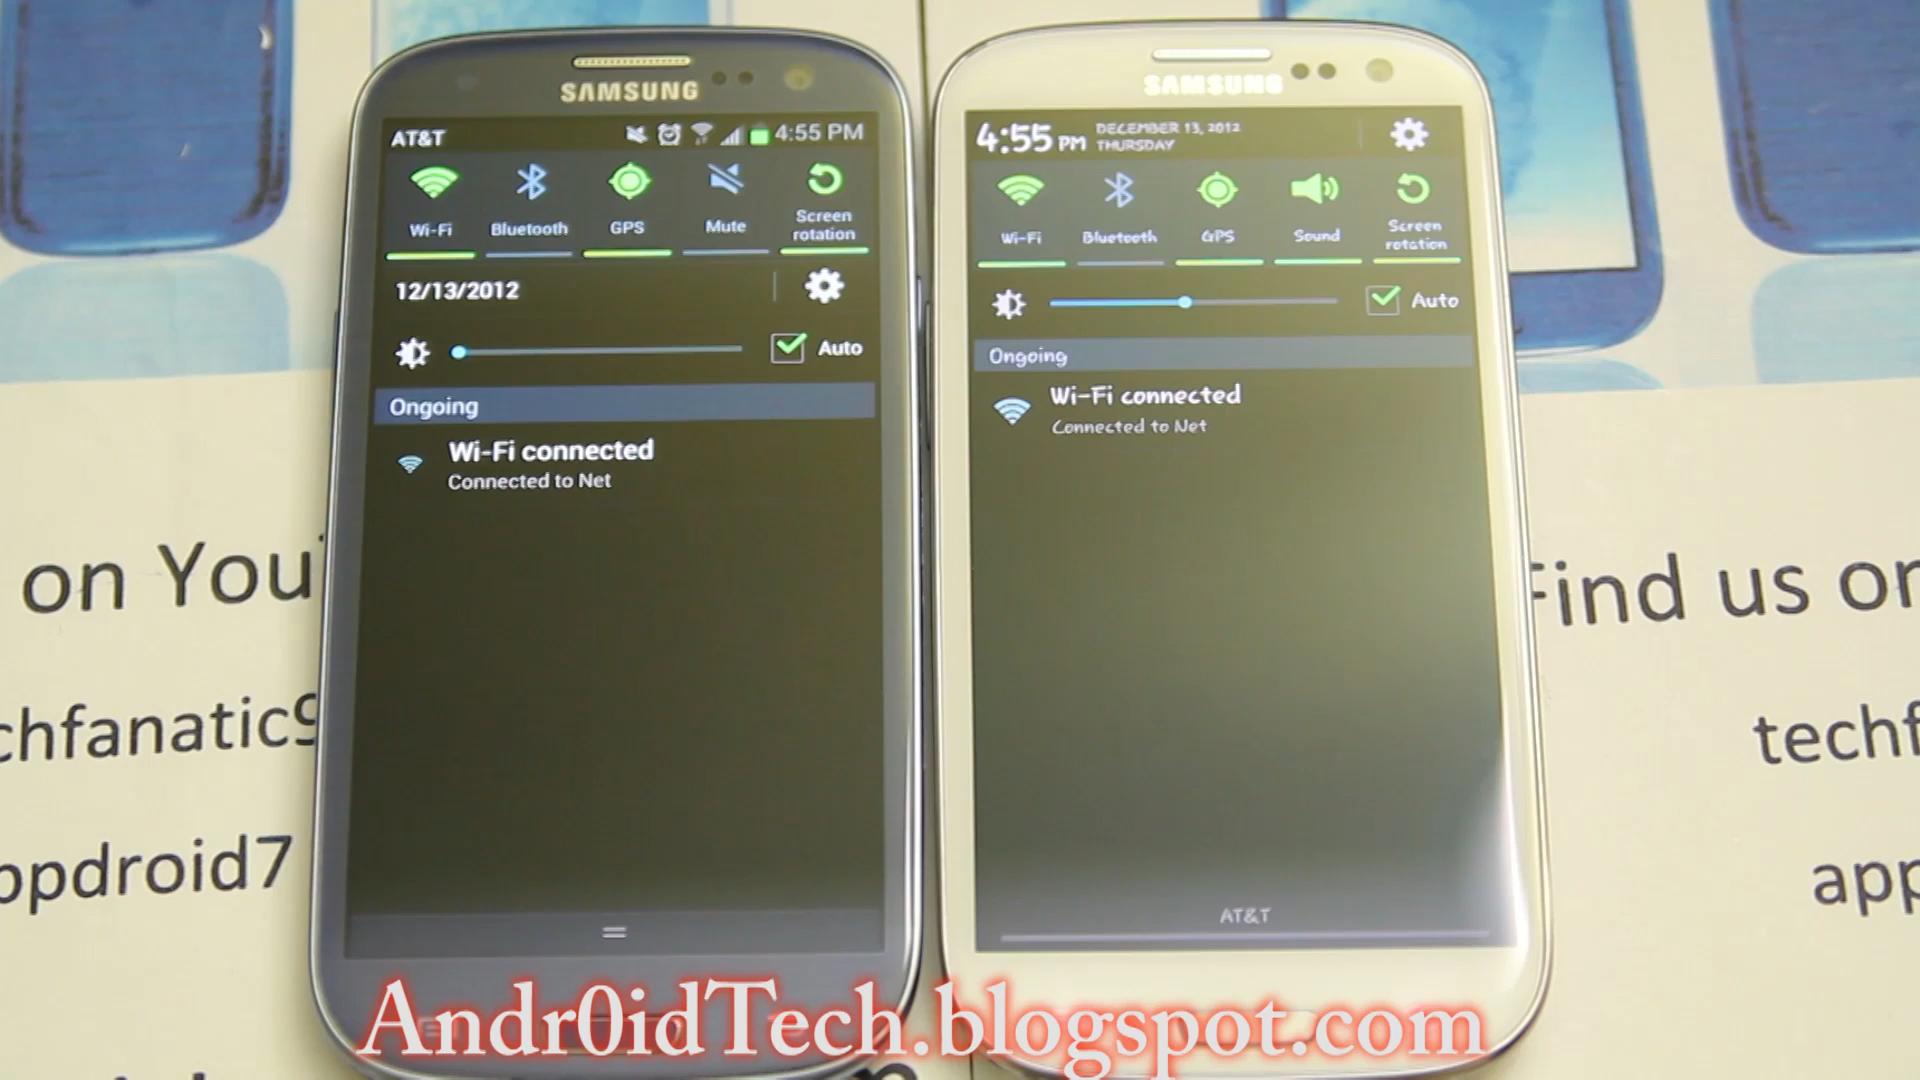 SAMSUNG
AT&T
4:55 PM
Wi-Fi
Bluetooth
GPS
Mute
Screen
rotation
12/13/2012
Auto
Ongoing
Wi-Fi connected
Connected to Net
SAMSUNG
4:55 PM
DECEMBER 13, 2012
THURSDAY
Wi-Fi
Bluetooth
GPS
Sound
Screen
rotation
Auto
Ongoing
Wi-Fi connected
Connected to Net
AT&T
on You
chfanatic9
ppdroid7
Find us on
techf
app
Andr0idTech.blogspot.com